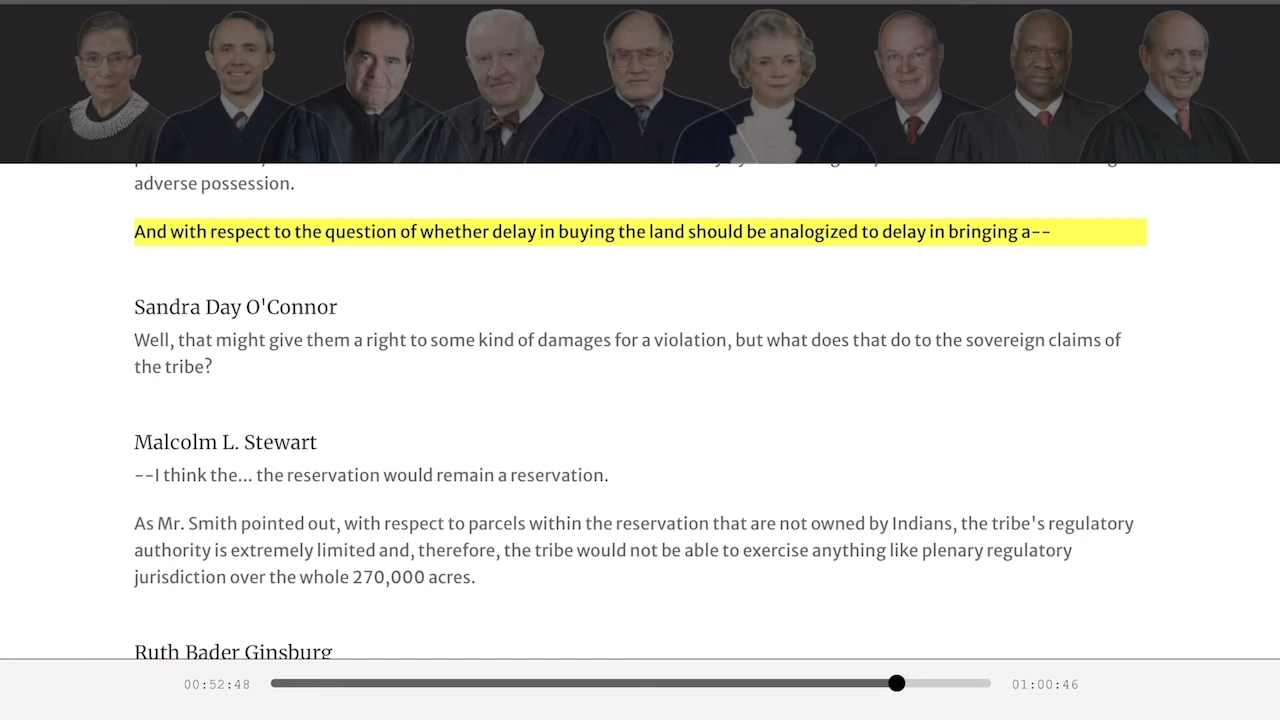 adverse possession.
And with respect to the question of whether delay in buying the land should be analogized to delay in bringing a--
Sandra Day O'Connor
Well, that might give them a right to some kind of damages for a violation, but what does that do to the sovereign claims of
the tribe?
Malcolm L. Stewart
--I think the... the reservation would remain a reservation.
As Mr. Smith pointed out, with respect to parcels within the reservation that are not owned by Indians, the tribe's regulatory
authority is extremely limited and, therefore, the tribe would not be able to exercise anything like plenary regulatory
jurisdiction over the whole 270,000 acres.
Ruth Bader Ginsburg
00:52:48
01:00:46